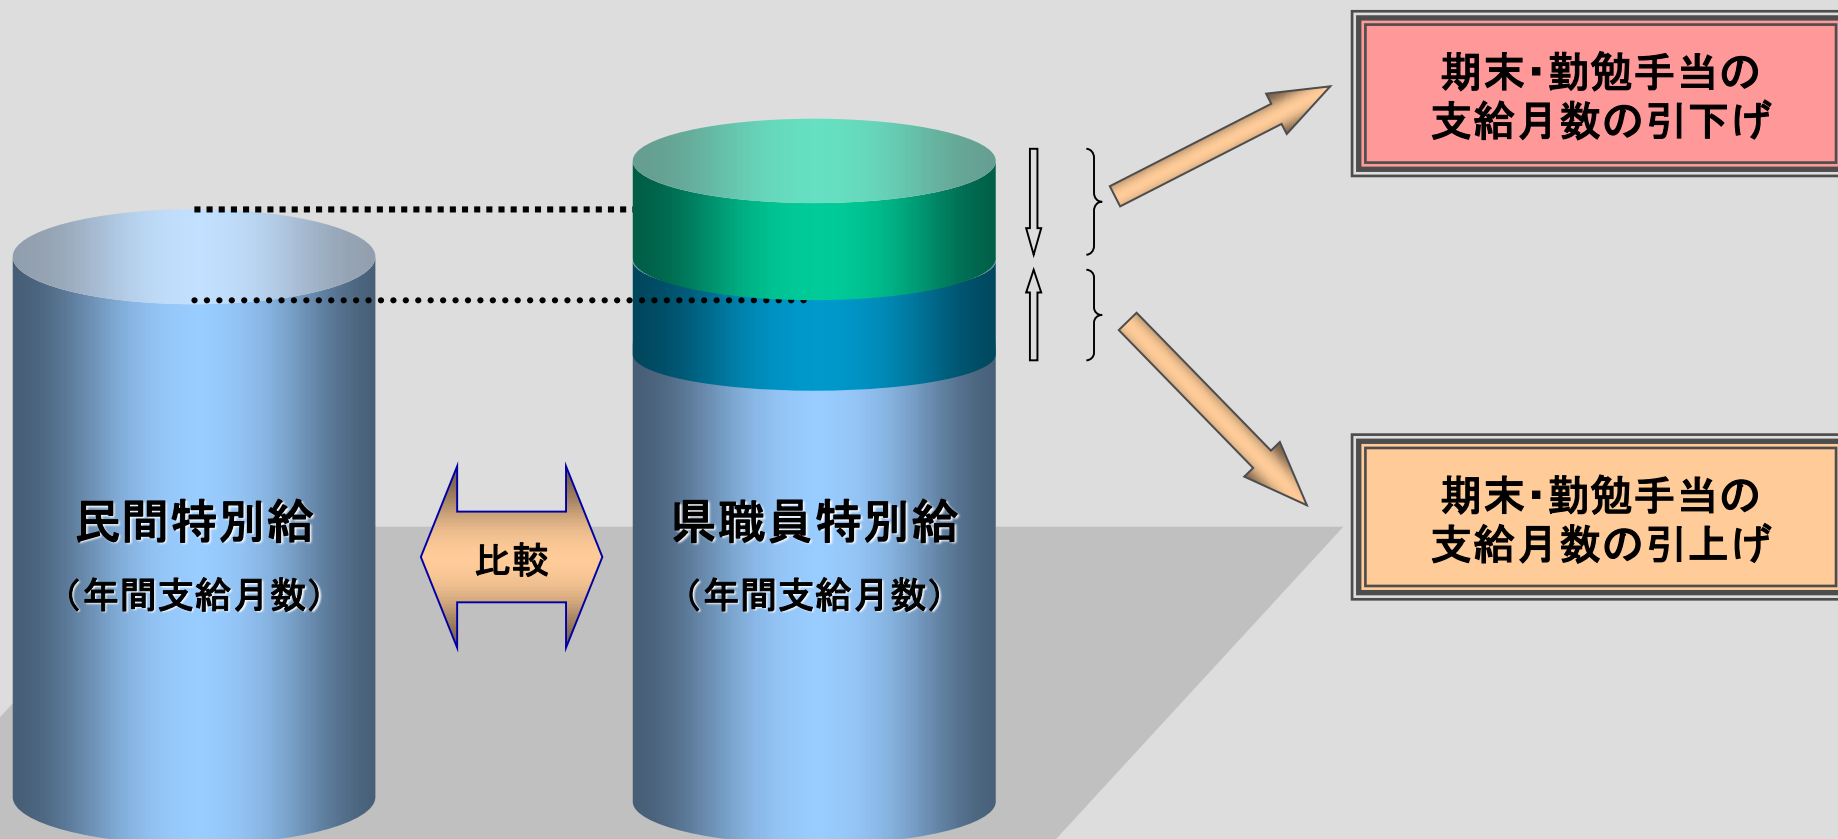 期末・勤勉手当の
支給月数の引下げ
民間特別給
（年間支給月数）
比較
県職員特別給
（年間支給月数）
期末・勤勉手当の
支給月数の引上げ